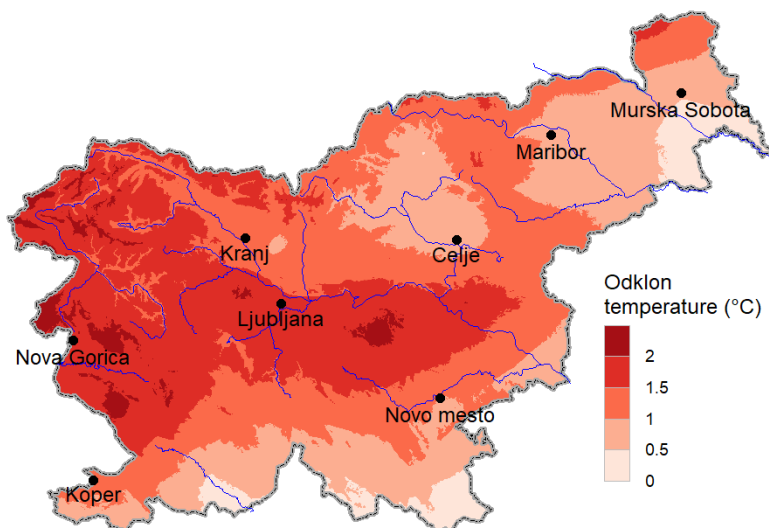 Murska Sobota
Maribor
Kranj
Celje
Ljubljana
Nova Gorica
Novo mesto
Koper
Odklon
temperature (°C)
2
1.5
1
0.5
0